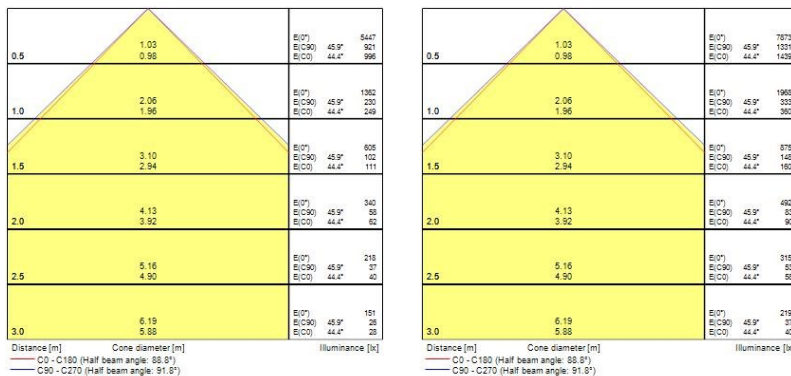 E(0°) 5447
1.03 E(C90) 45.9° 921
0.5 0.98 E(C0) 44.4° 996
E(0°) 1362
2.06 E(C90) 45.9° 230
1.0 1.96 E(C0) 44.4° 249
E(0°) 605
3.10 E(C90) 45.9° 102
1.5 2.94 E(C0) 44.4° 111
E(0°) 340
4.13 E(C90) 45.9° 58
2.0 3.92 E(C0) 44.4° 62
E(0°) 218
5.16 E(C90) 45.9° 37
2.5 4.90 E(C0) 44.4° 40
E(0°) 151
6.19 E(C90) 45.9° 26
3.0 5.88 E(C0) 44.4° 28
Distance [m] Cone diameter [m] Illuminance [lx]
C0 - C180 (Half beam angle: 88.8°)
C90 - C270 (Half beam angle: 91.8°)
E(0°) 7873
1.03 E(C90) 45.9° 1331
0.5 0.98 E(C0) 44.4° 1439
E(0°) 1968
2.06 E(C90) 45.9° 333
1.0 1.96 E(C0) 44.4° 360
E(0°) 875
3.10 E(C90) 45.9° 148
1.5 2.94 E(C0) 44.4° 160
E(0°) 492
4.13 E(C90) 45.9° 83
2.0 3.92 E(C0) 44.4° 90
E(0°) 315
5.16 E(C90) 45.9° 53
2.5 4.90 E(C0) 44.4° 58
E(0°) 219
6.19 E(C90) 45.9° 37
3.0 5.88 E(C0) 44.4° 40
Distance [m] Cone diameter [m] Illuminance [lx]
C0 - C180 (Half beam angle: 88.8°)
C90 - C270 (Half beam angle: 91.8°)